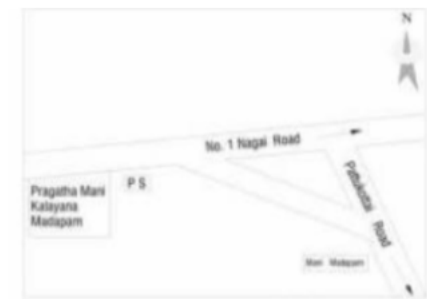 N
No. 1 Nagai Road
P S
Pragatha Mani
Kalayana
Madapam
Pattukottai Road
Mani Madapam